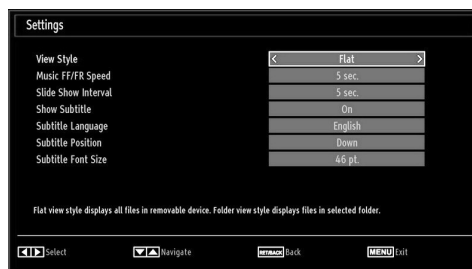 Settings
View Style < Flat >
Music FF/FR Speed 5 sec.
Slide Show Interval 5 sec.
Show Subtitle On
Subtitle Language English
Subtitle Position Down
Subtitle Font Size 46 pt.
Flat view style displays all files in removable device. Folder view style displays files in selected folder.
Select Navigate RET/BACK Back MENU Exit